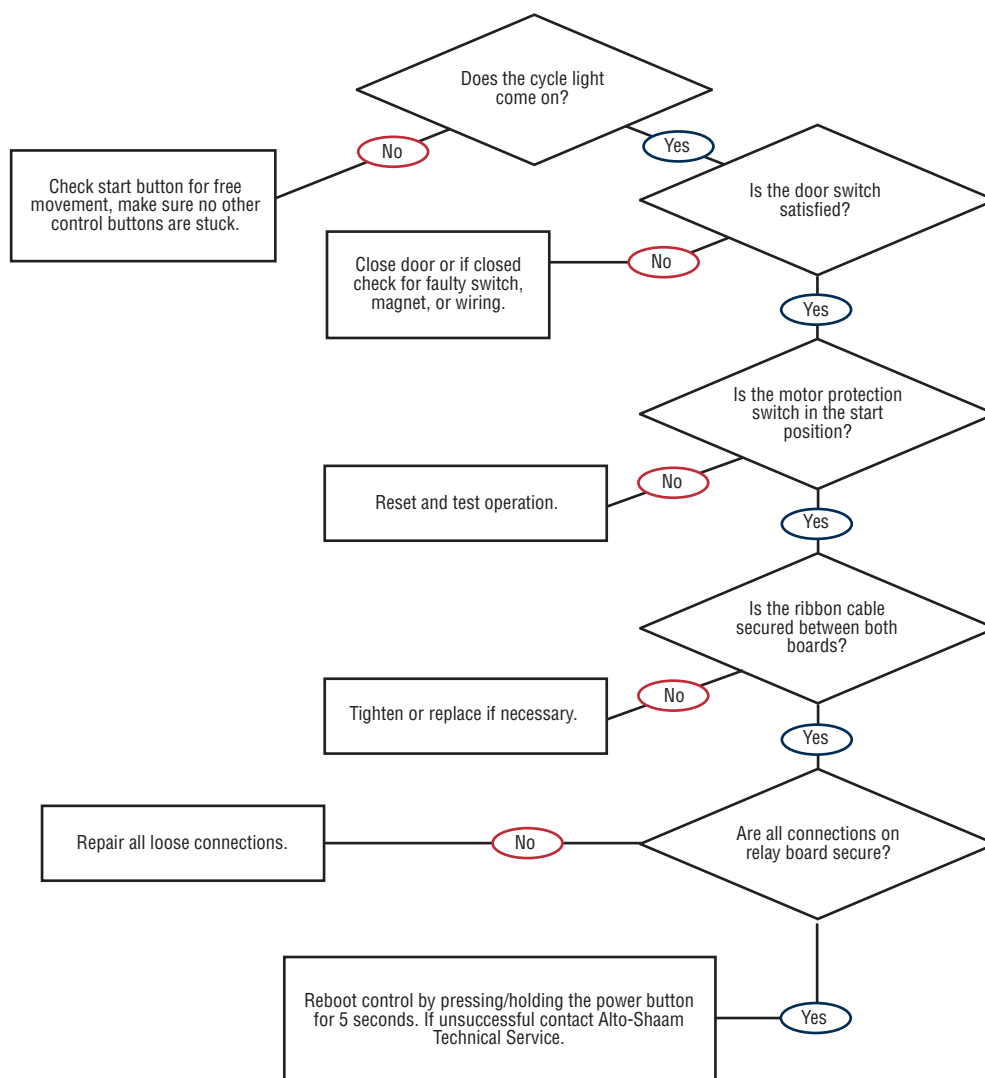 Does the cycle light
come on?
No
Yes
Check start button for free
movement, make sure no other
control buttons are stuck.
Is the door switch
satisfied?
No
Close door or if closed
check for faulty switch,
magnet, or wiring.
Yes
Is the motor protection
switch in the start
position?
No
Reset and test operation.
Yes
Is the ribbon cable
secured between both
boards?
No
Tighten or replace if necessary.
Yes
Are all connections on
relay board secure?
No
Repair all loose connections.
Yes
Reboot control by pressing/holding the power button
for 5 seconds. If unsuccessful contact Alto-Shaam
Technical Service.